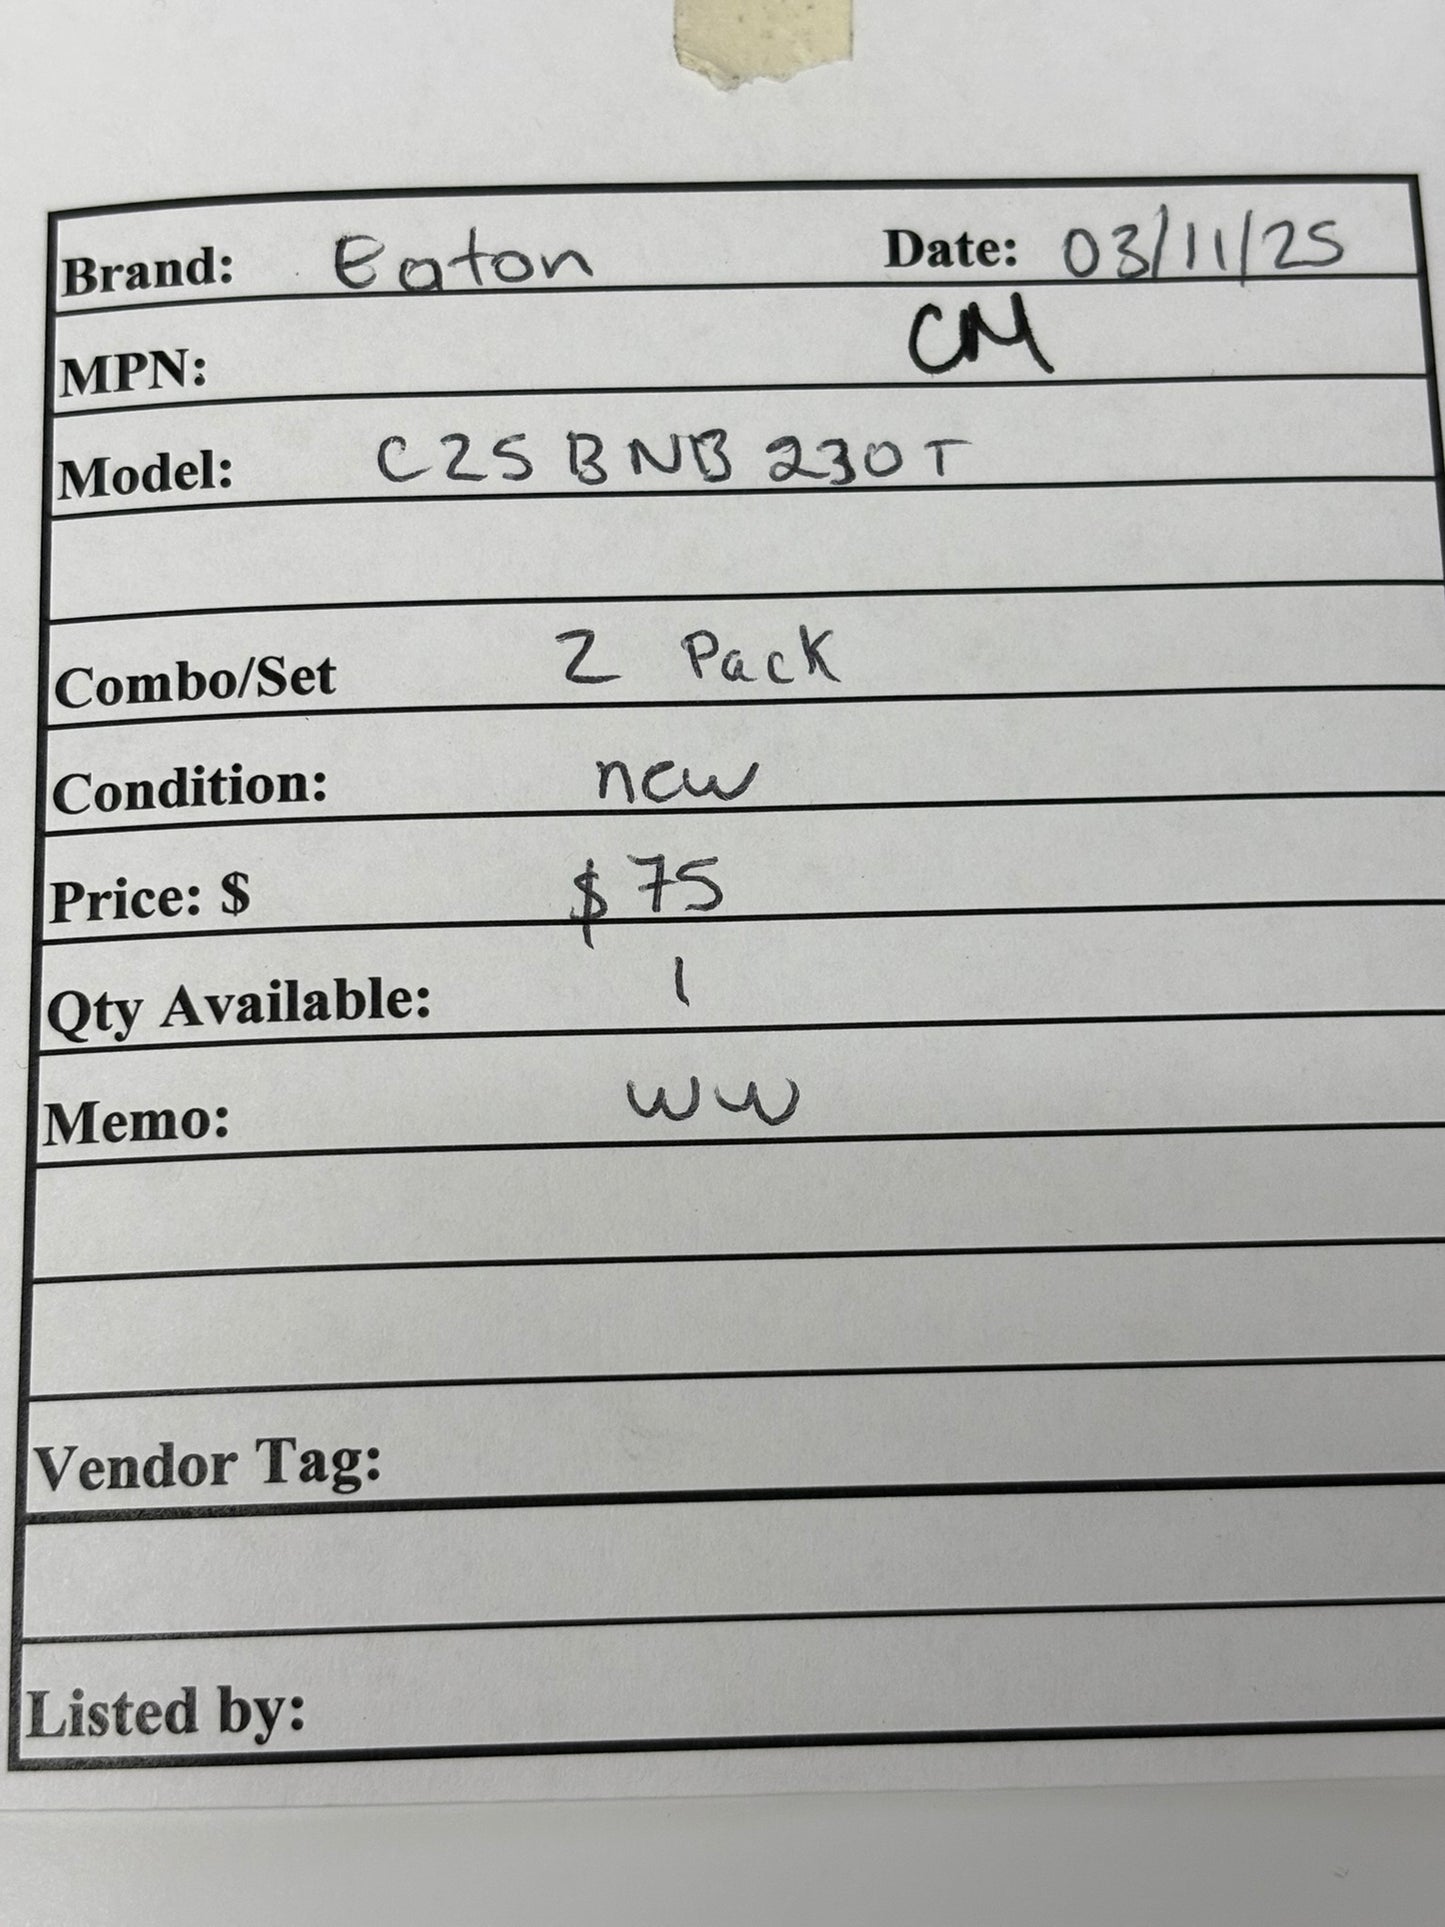 Brand: Eaton Date: 03/11/25
MPN: CM
Model: C25BNB230T
Combo/Set 2 Pack
Condition: new
Price: $ $75
Qty Available: 1
Memo: WW
Vendor Tag:
Listed by: